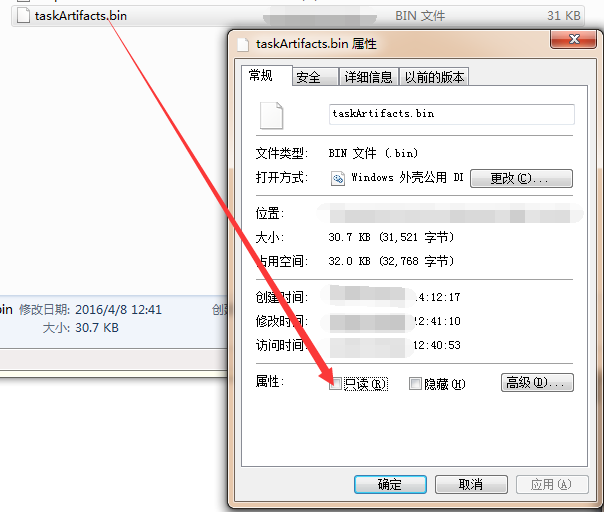 taskArtifacts.bin BIN 文件 31 KB
taskArtifacts.bin 属性
常规 安全 详细信息 以前的版本
taskArtifacts.bin
文件类型: BIN 文件 (.bin)
打开方式: Windows 外壳公用 Dl 更改(C)...
位置:
大小: 30.7 KB (31,521 字节)
占用空间: 32.0 KB (32,768 字节)
创建时间: 4:12:17
修改时间: :41:10
访问时间: 12:40:53
属性: 只读(R) 隐藏(H) 高级(D)...
确定 取消 应用(A)
bin 修改日期: 2016/4/8 12:41 创
大小: 30.7 KB